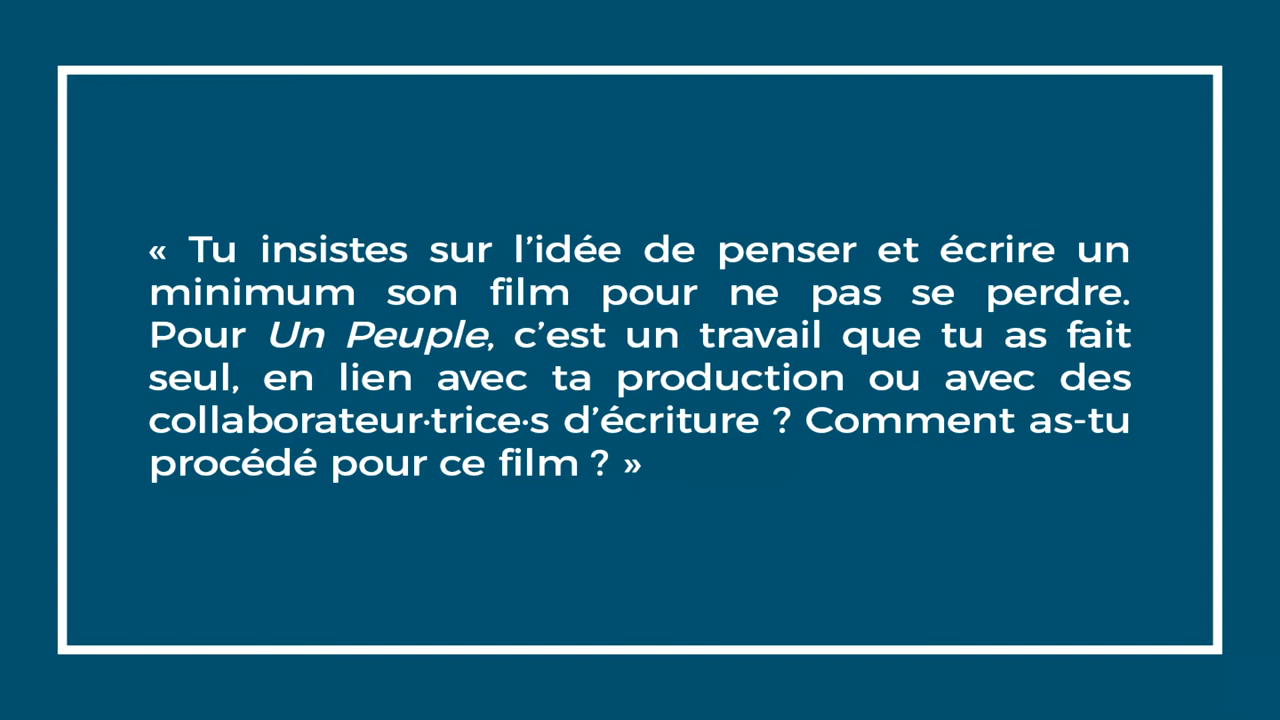 « Tu insistes sur l’idée de penser et écrire un
minimum son film pour ne pas se perdre.
Pour Un Peuple, c’est un travail que tu as fait
seul, en lien avec ta production ou avec des
collaborateur·trice·s d’écriture ? Comment as-tu
procédé pour ce film ? »